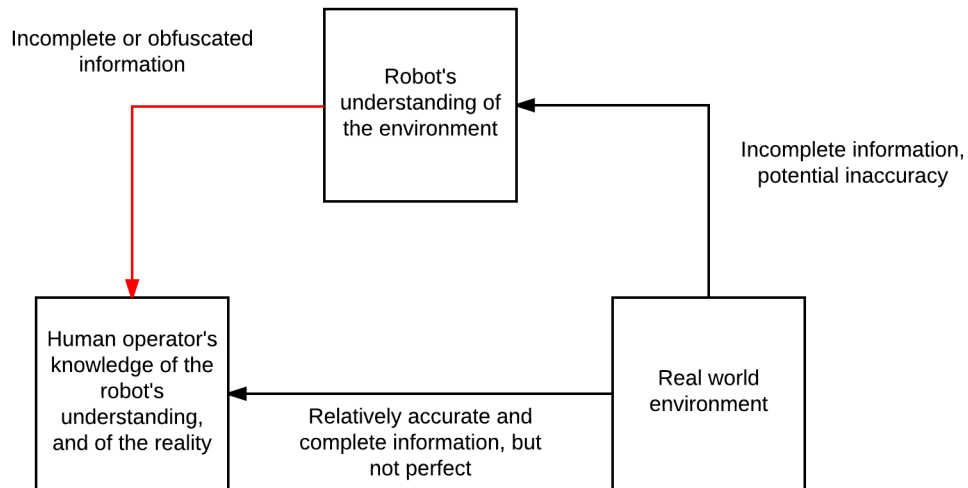 Incomplete or obfuscated
information
Robot's
understanding of
the environment
Incomplete information,
potential inaccuracy
Human operator's
knowledge of the
robot's
understanding,
and of the reality
Relatively accurate and
complete information, but
not perfect
Real world
environment